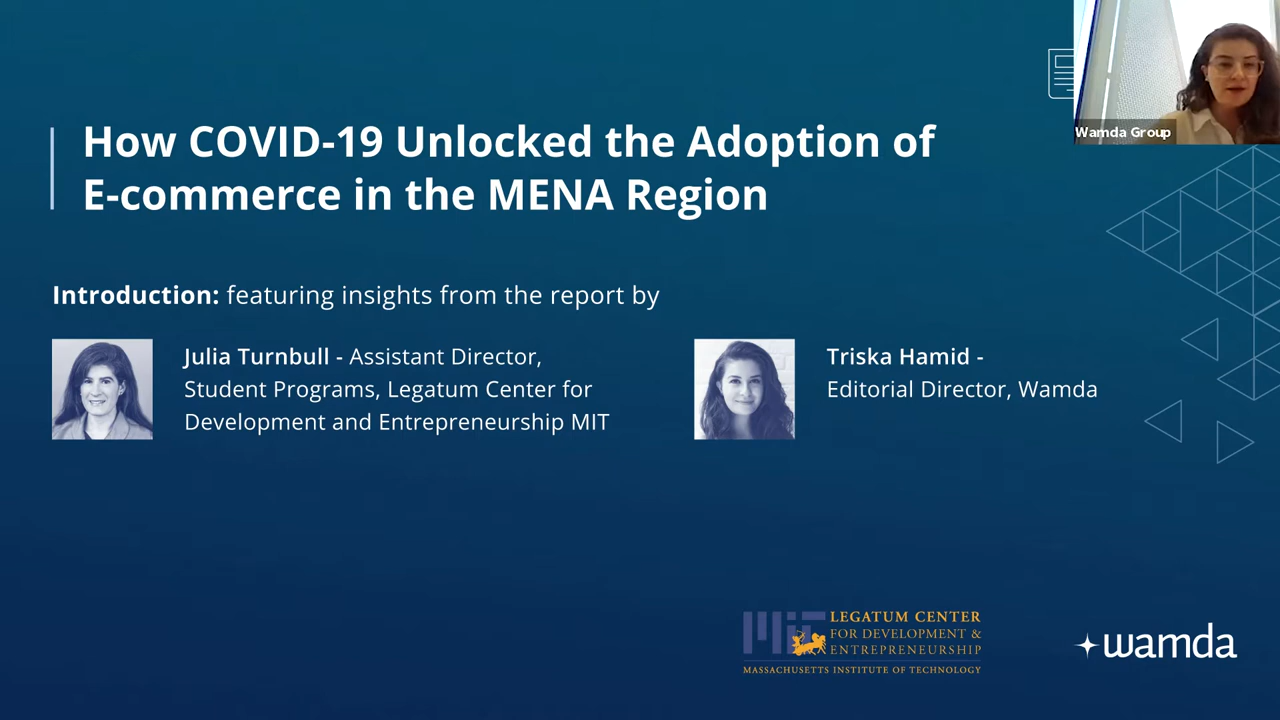 Wamda Group
How COVID-19 Unlocked the Adoption of
E-commerce in the MENA Region
Introduction: featuring insights from the report by
Julia Turnbull - Assistant Director,
Student Programs, Legatum Center for
Development and Entrepreneurship MIT
Triska Hamid -
Editorial Director, Wamda
MIT
LEGATUM CENTER
FOR DEVELOPMENT &
ENTREPRENEURSHIP
MASSACHUSETTS INSTITUTE OF TECHNOLOGY
wamda